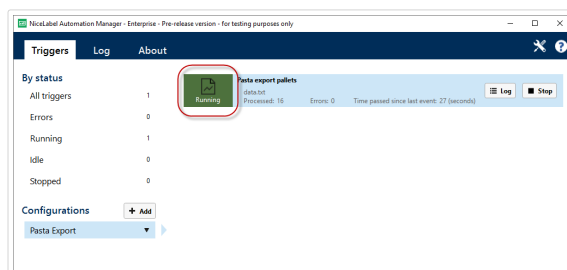 NiceLabel Automation Manager - Enterprise - Pre-release version - for testing purposes only
Triggers Log About
By status
All triggers 1
Errors 0
Running 1
Idle 0
Stopped 0
Configurations + Add
Pasta Export
Running
Pasta export pallets
data.txt
Processed: 16 Errors: 0 Time passed since last event: 27 (seconds)
Log Stop